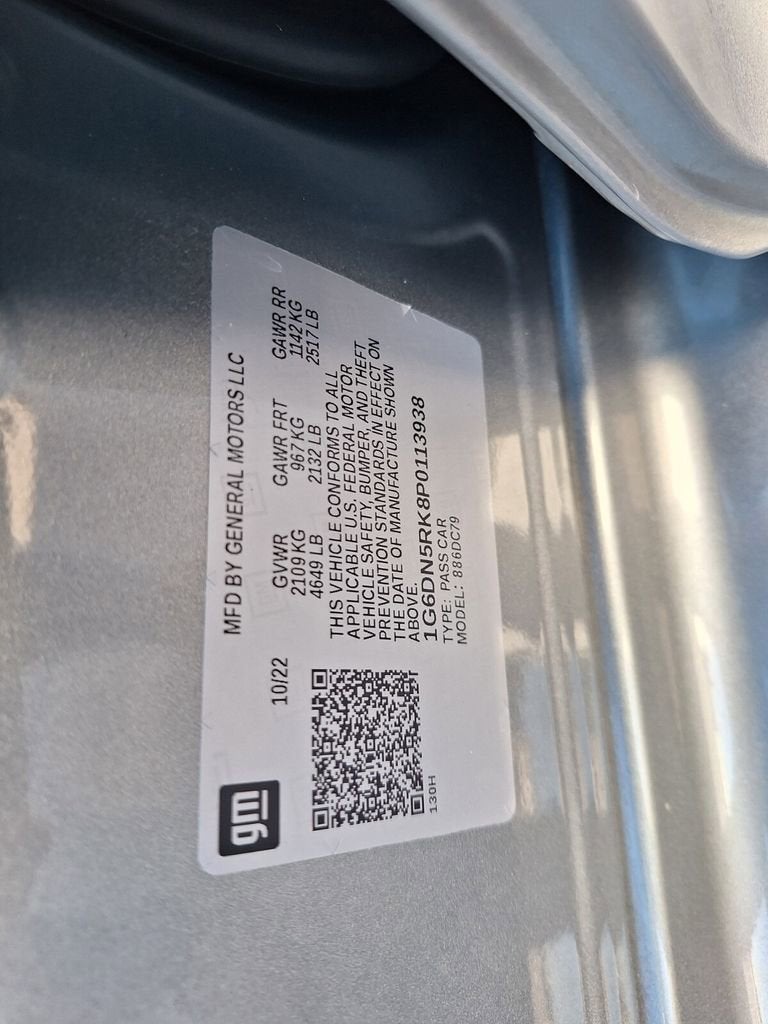 gm
MFD BY GENERAL MOTORS LLC
10/22
GVWR GAWR FRT GAWR RR
2109 KG 967 KG 1142 KG
4649 LB 2132 LB 2517 LB
THIS VEHICLE CONFORMS TO ALL
APPLICABLE U.S. FEDERAL MOTOR
VEHICLE SAFETY, BUMPER, AND THEFT
PREVENTION STANDARDS IN EFFECT ON
THE DATE OF MANUFACTURE SHOWN
ABOVE.
1G6DN5RK8P0113938
TYPE: PASS CAR
MODEL: 886DC79
130H